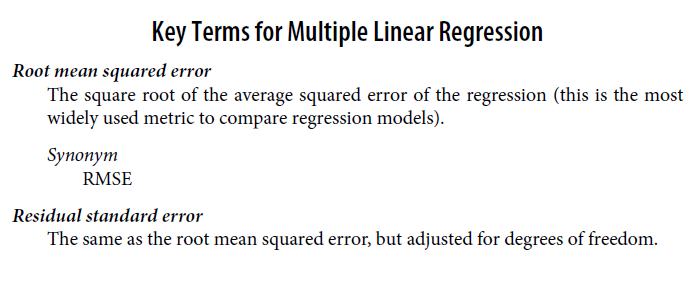 Key Terms for Multiple Linear Regression
Root mean squared error
The square root of the average squared error of the regression (this is the most
widely used metric to compare regression models).
Synonym
RMSE
Residual standard error
The same as the root mean squared error, but adjusted for degrees of freedom.